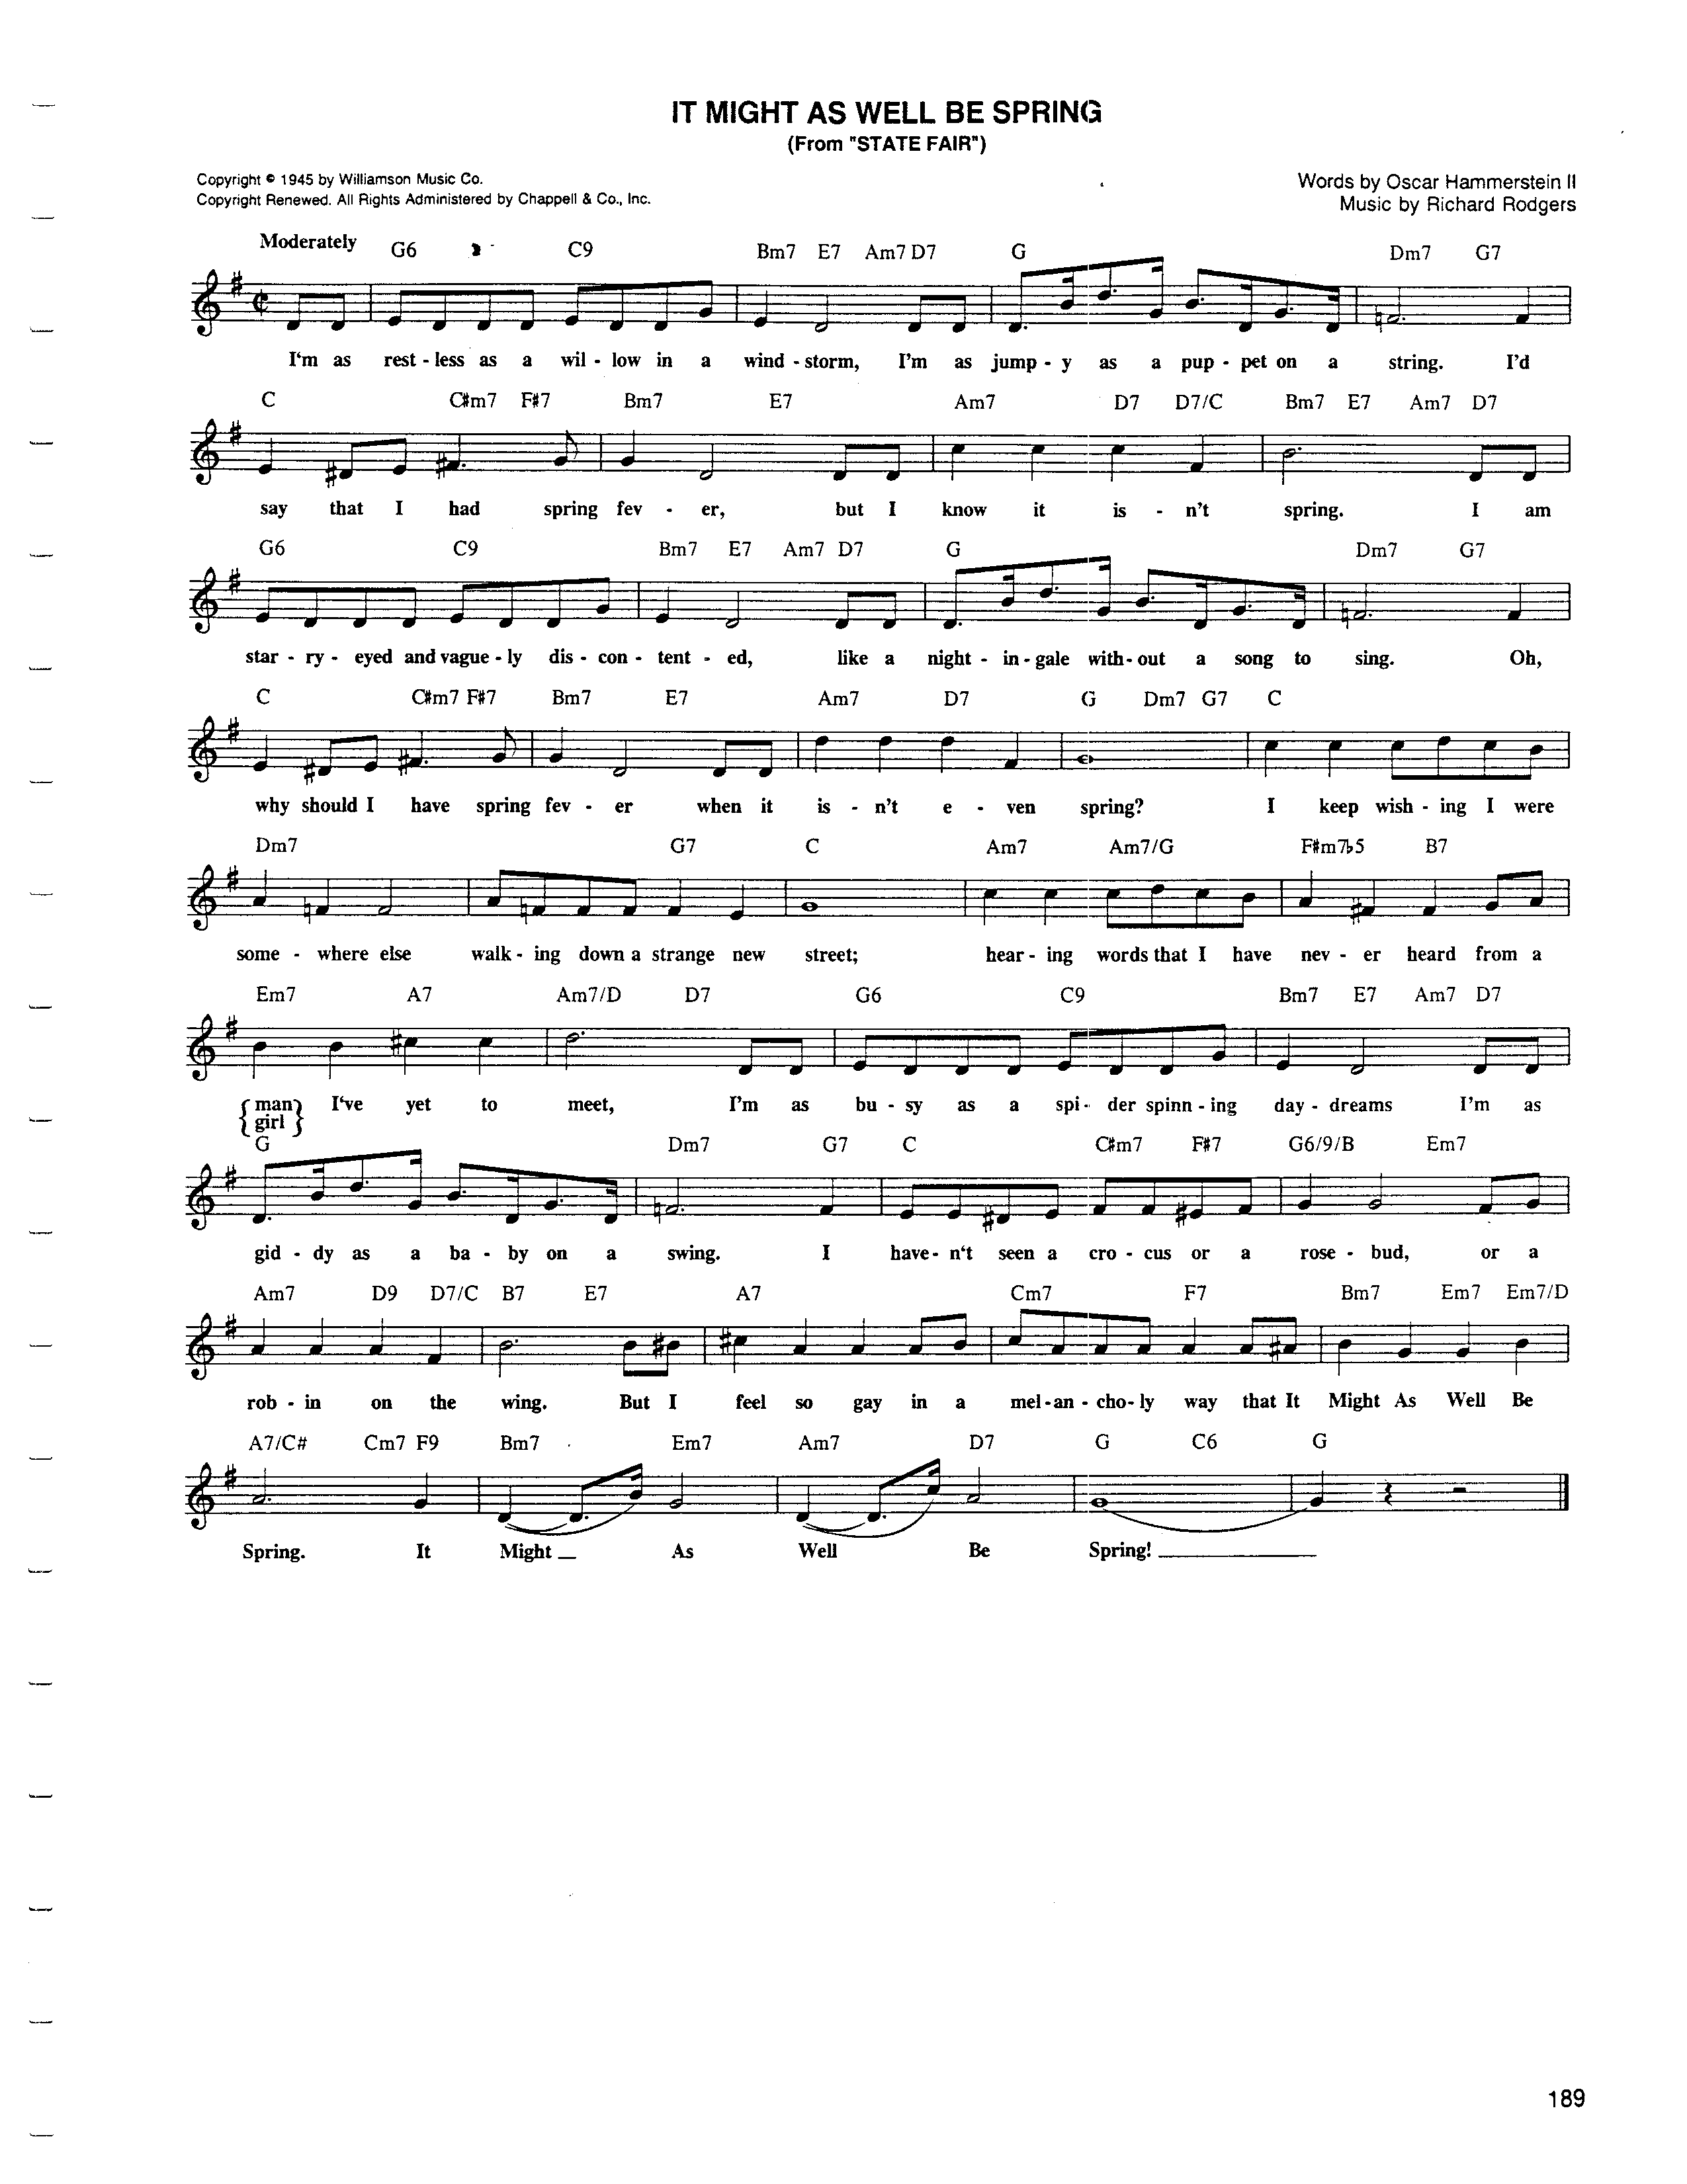 IT MIGHT AS WELL BE SPRING
(From "STATE FAIR")
Copyright © 1945 by Williamson Music Co.
Copyright Renewed. All Rights Administered by Chappell & Co., Inc.
Words by Oscar Hammerstein II
Music by Richard Rodgers
Moderately
G6 C9 Bm7 E7 Am7 D7 G Dm7 G7
I'm as rest - less as a wil - low in a wind - storm, I'm as jump - y as a pup - pet on a string. I'd
C C#m7 F#7 Bm7 E7 Am7 D7 D7/C Bm7 E7 Am7 D7
say that I had spring fev - er, but I know it is - n't spring. I am
G6 C9 Bm7 E7 Am7 D7 G Dm7 G7
star - ry - eyed and vague - ly dis - con - tent - ed, like a night - in - gale with - out a song to sing. Oh,
C C#m7 F#7 Bm7 E7 Am7 D7 G Dm7 G7 C
why should I have spring fev - er when it is - n't e - ven spring? I keep wish - ing I were
Dm7 G7 C Am7 Am7/G F#m7♭5 B7
some - where else walk - ing down a strange new street; hear - ing words that I have nev - er heard from a
Em7 A7 Am7/D D7 G6 C9 Bm7 E7 Am7 D7
{man} I've yet to meet, I'm as bu - sy as a spi - der spinn - ing day - dreams I'm as
{girl}
G Dm7 G7 C C#m7 F#7 G6/9/B Em7
gid - dy as a ba - by on a swing. I have - n't seen a cro - cus or a rose - bud, or a
Am7 D9 D7/C B7 E7 A7 Cm7 F7 Bm7 Em7 Em7/D
rob - in on the wing. But I feel so gay in a mel - an - cho - ly way that It Might As Well Be
A7/C# Cm7 F9 Bm7 Em7 Am7 D7 G C6 G
Spring. It Might As Well Be Spring!
189